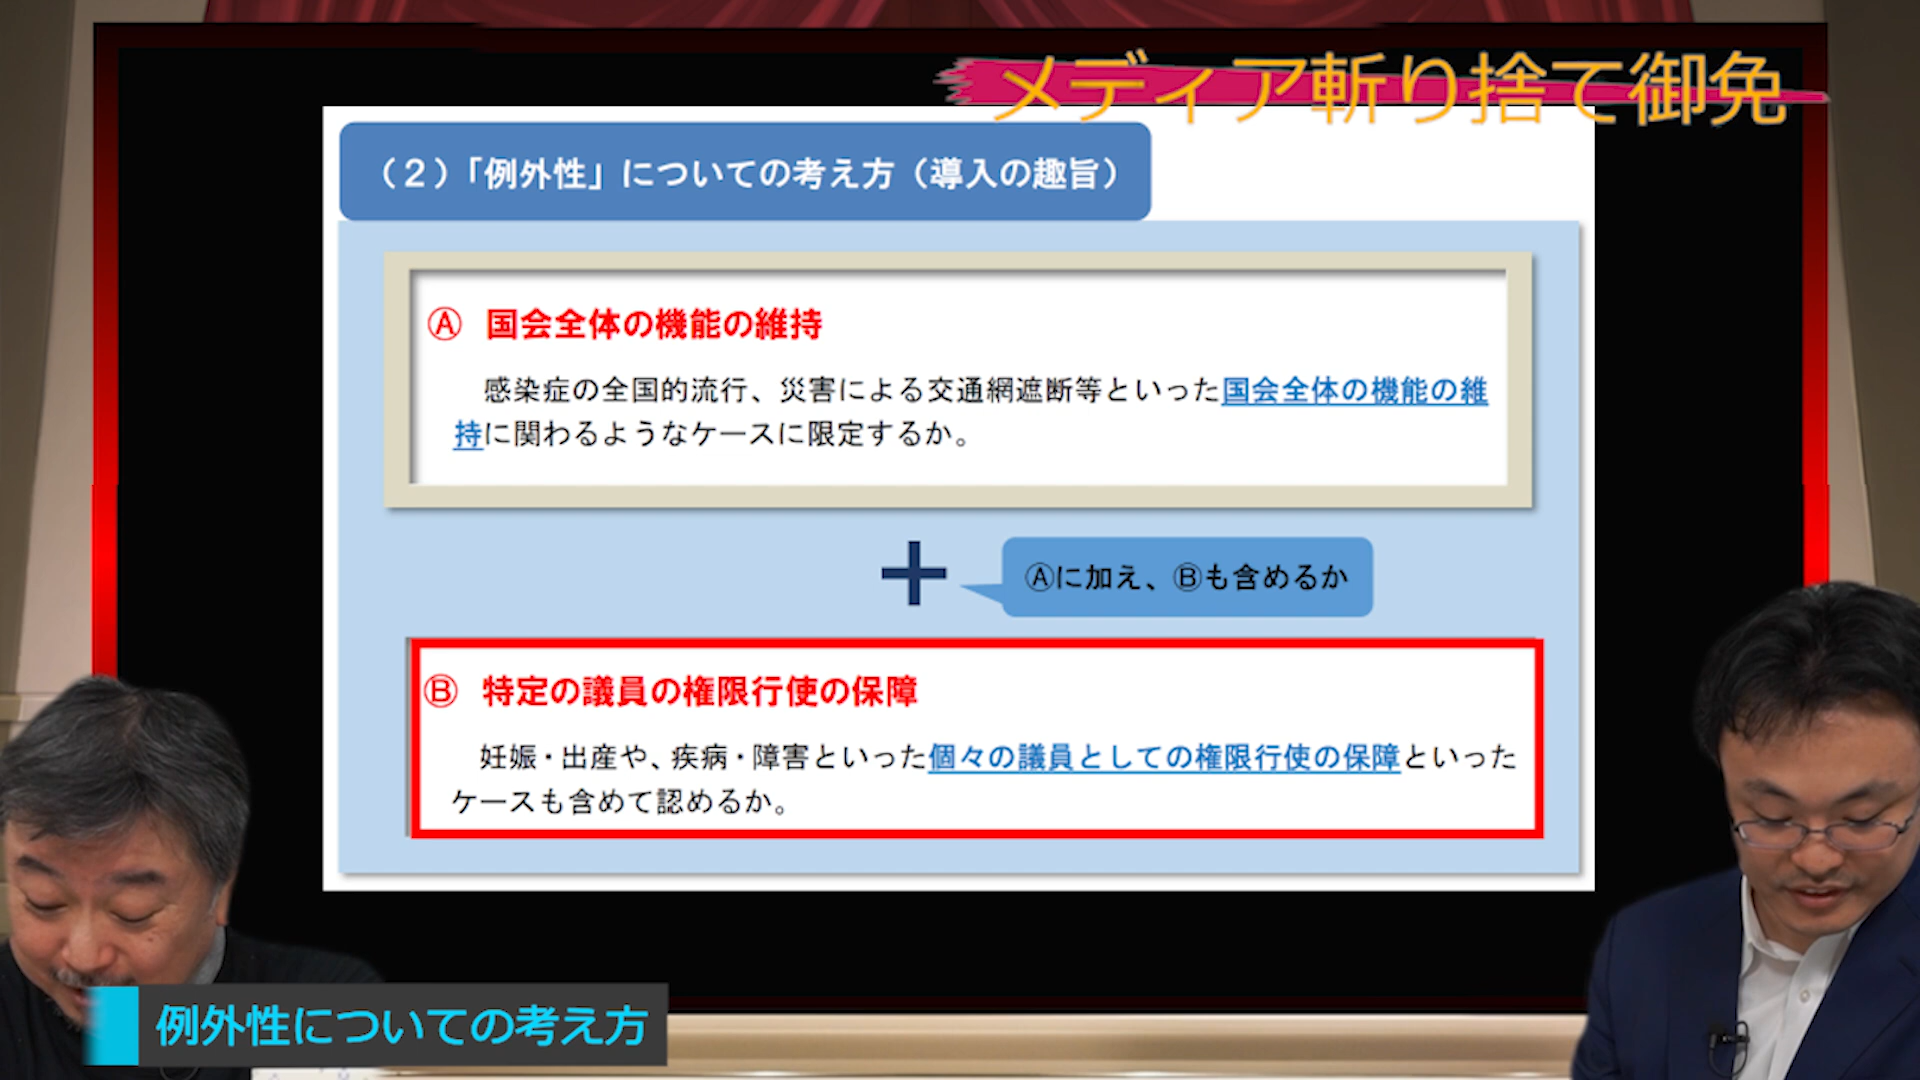 メディア斬り捨て御免
（２）「例外性」についての考え方（導入の趣旨）
Ⓐ 国会全体の機能の維持
感染症の全国的流行、災害による交通網遮断等といった国会全体の機能の維
持に関わるようなケースに限定するか。
＋
Ⓐに加え、Ⓑも含めるか
Ⓑ 特定の議員の権限行使の保障
妊娠・出産や、疾病・障害といった個々の議員としての権限行使の保障といった
ケースも含めて認めるか。
例外性についての考え方